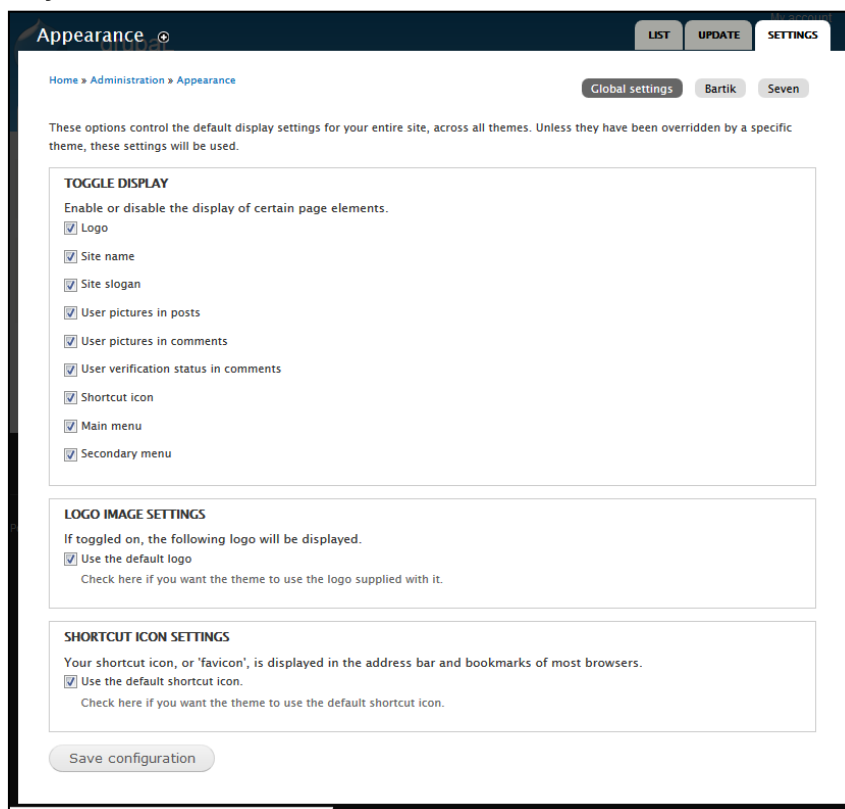 My account
Appearance
drupal
LIST UPDATE SETTINGS
Home » Administration » Appearance
Global settings Bartik Seven
These options control the default display settings for your entire site, across all themes. Unless they have been overridden by a specific
theme, these settings will be used.
TOGGLE DISPLAY
Enable or disable the display of certain page elements.
Logo
Site name
Site slogan
User pictures in posts
User pictures in comments
User verification status in comments
Shortcut icon
Main menu
Secondary menu
LOGO IMAGE SETTINGS
If toggled on, the following logo will be displayed.
Use the default logo
Check here if you want the theme to use the logo supplied with it.
SHORTCUT ICON SETTINGS
Your shortcut icon, or 'favicon', is displayed in the address bar and bookmarks of most browsers.
Use the default shortcut icon.
Check here if you want the theme to use the default shortcut icon.
Save configuration